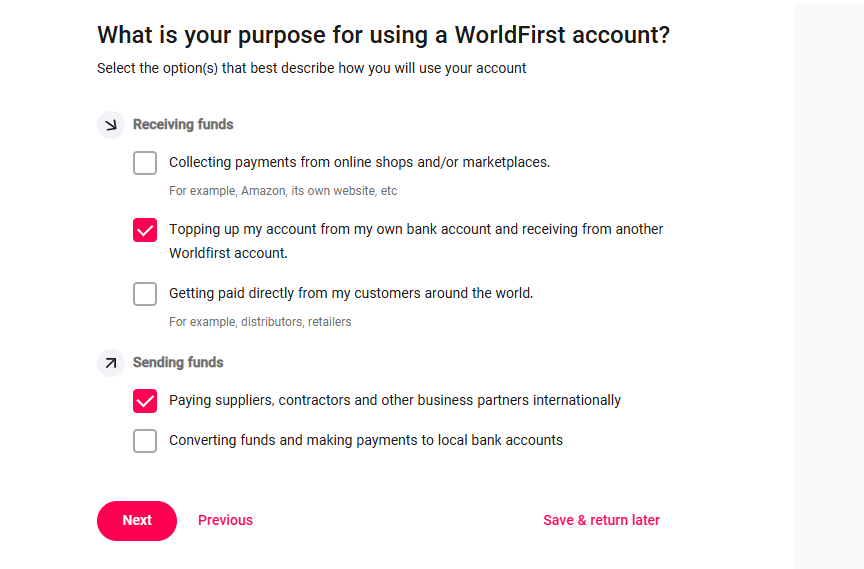 What is your purpose for using a WorldFirst account?
Select the option(s) that best describe how you will use your account
Receiving funds
Collecting payments from online shops and/or marketplaces.
For example, Amazon, its own website, etc
Topping up my account from my own bank account and receiving from another
Worldfirst account.
Getting paid directly from my customers around the world.
For example, distributors, retailers
Sending funds
Paying suppliers, contractors and other business partners internationally
Converting funds and making payments to local bank accounts
Next Previous Save & return later